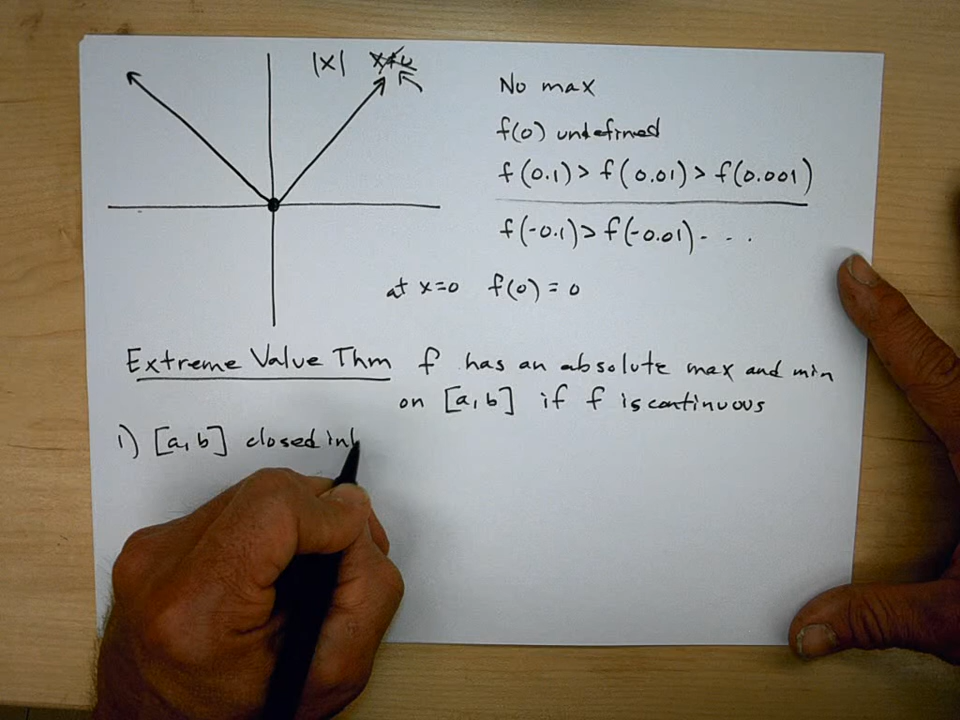 |x| x≠0
No max
f(0) undefined
f(0.1) > f(0.01) > f(0.001)
f(-0.1) > f(-0.01) - - .
at x=0 f(0) = 0
Extreme Value Thm f has an absolute max and min
on [a,b] if f is continuous
1) [a,b] closed int